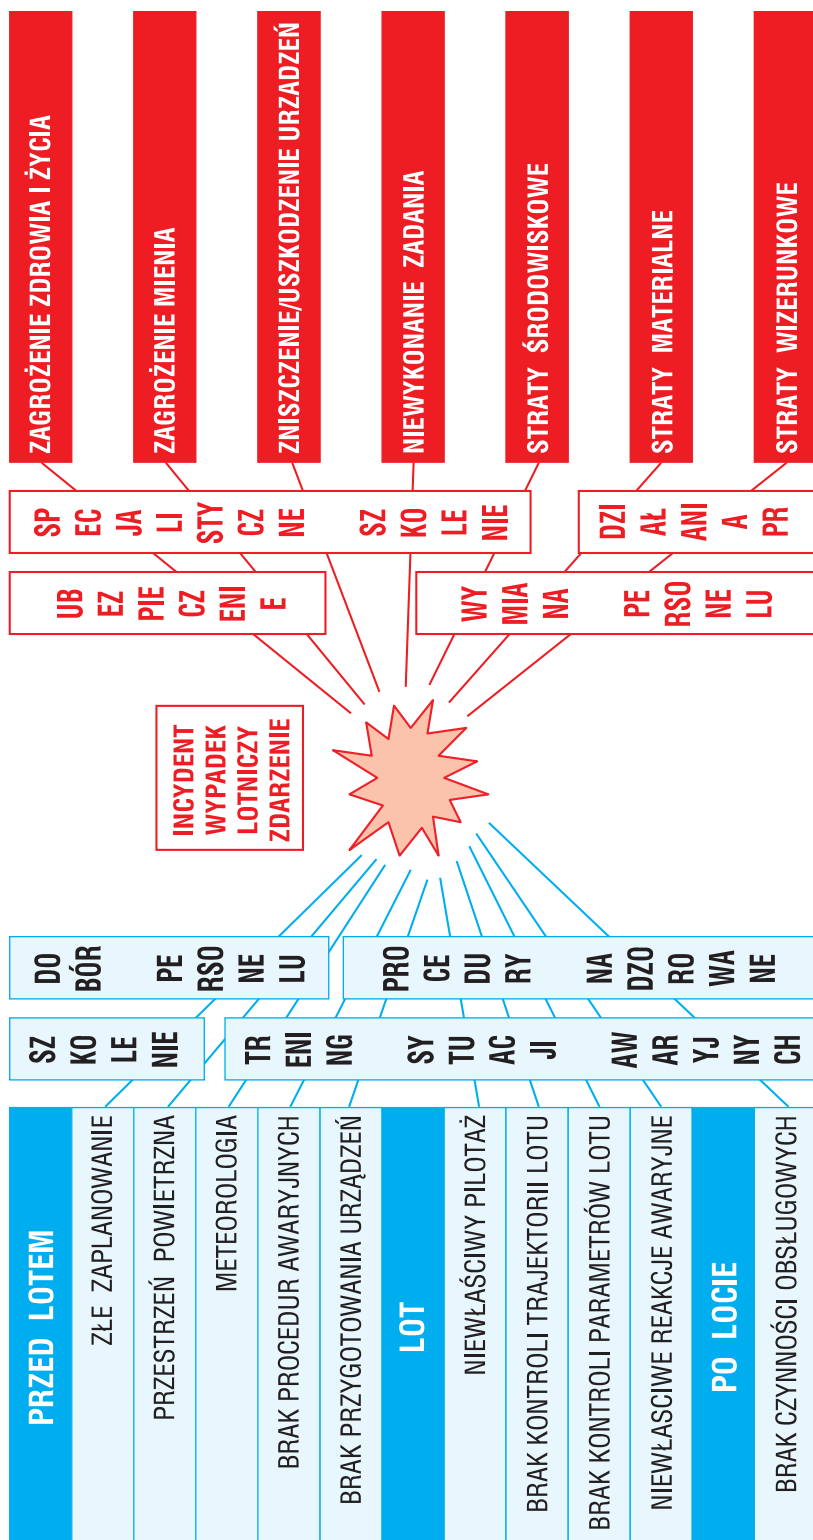 PRZED LOTEM
ZŁE ZAPLANOWANIE
PRZESTRZEŃ POWIETRZNA
METEOROLOGIA
BRAK PROCEDUR AWARYJNYCH
BRAK PRZYGOTOWANIA URZĄDZEŃ
LOT
NIEWŁAŚCIWY PILOTAŻ
BRAK KONTROLI TRAJEKTORII LOTU
BRAK KONTROLI PARAMETRÓW LOTU
NIEWŁASCIWE REAKCJE AWARYJNE
PO LOCIE
BRAK CZYNNOŚCI OBSŁUGOWYCH
SZ
KO
LE
NIE
TR
ENI
NG
SY
TU
AC
JI
AW
AR
YJ
NY
CH
DO
BÓR
PE
RSO
NE
LU
PRO
CE
DU
RY
NA
DZO
RO
WA
NE
INCYDENT
WYPADEK
LOTNICZY
ZDARZENIE
UB
EZ
PIE
CZ
ENI
E
WY
MIA
NA
PE
RSO
NE
LU
SP
EC
JA
LI
STY
CZ
NE
SZ
KO
LE
NIE
DZI
AŁ
ANI
A
PR
ZAGROŻENIE ZDROWIA I ŻYCIA
ZAGROŻENIE MIENIA
ZNISZCZENIE/USZKODZENIE URZADZEŃ
NIEWYKONANIE ZADANIA
STRATY ŚRODOWISKOWE
STRATY MATERIALNE
STRATY WIZERUNKOWE